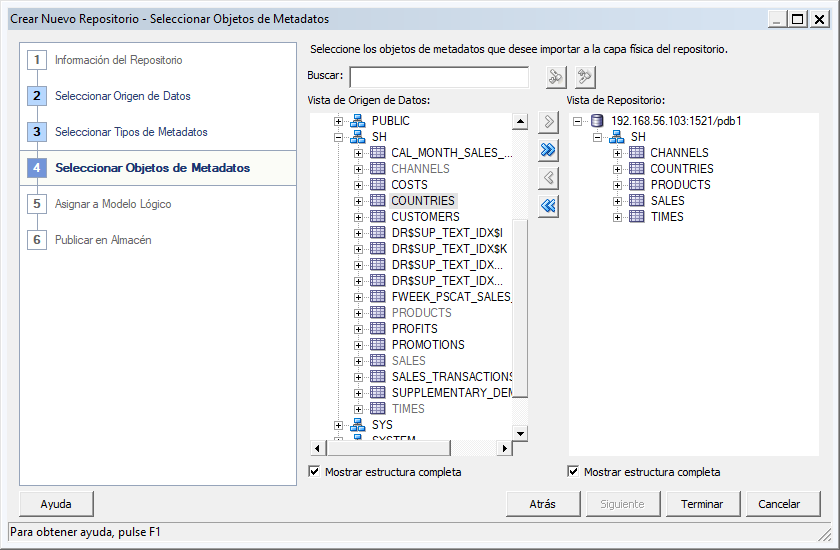 Crear Nuevo Repositorio - Seleccionar Objetos de Metadatos
1 Información del Repositorio
2 Seleccionar Origen de Datos
3 Seleccionar Tipos de Metadatos
4 Seleccionar Objetos de Metadatos
5 Asignar a Modelo Lógico
6 Publicar en Almacén
Seleccione los objetos de metadatos que desee importar a la capa física del repositorio.
Buscar:
Vista de Origen de Datos:
PUBLIC
SH
CAL_MONTH_SALES_...
CHANNELS
COSTS
COUNTRIES
CUSTOMERS
DR$SUP_TEXT_IDX$I
DR$SUP_TEXT_IDX$K
DR$SUP_TEXT_IDX...
DR$SUP_TEXT_IDX...
FWEEK_PSCAT_SALES_
PRODUCTS
PROFITS
PROMOTIONS
SALES
SALES_TRANSACTIONS
SUPPLEMENTARY_DEM
TIMES
SYS
SYSTEM
Mostrar estructura completa
Vista de Repositorio:
192.168.56.103:1521/pdb1
SH
CHANNELS
COUNTRIES
PRODUCTS
SALES
TIMES
Mostrar estructura completa
Ayuda
Atrás
Siguiente
Terminar
Cancelar
Para obtener ayuda, pulse F1